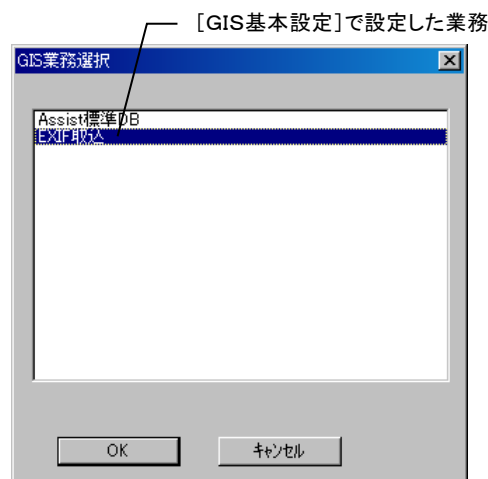 [GIS基本設定]で設定した業務
GIS業務選択
Assist標準DB
EXIF取込
OK
キャンセル